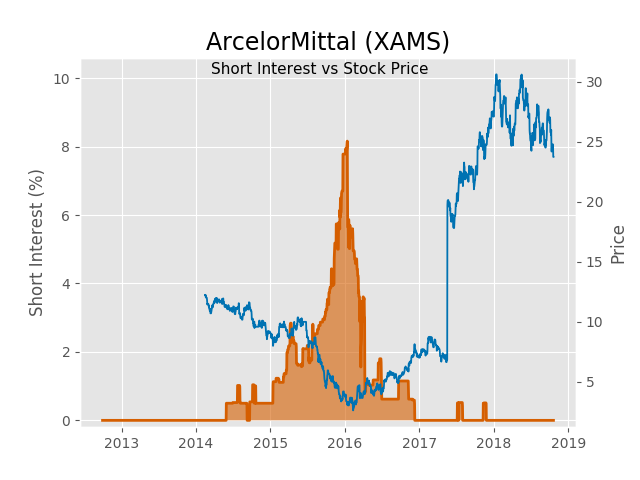 ArcelorMittal (XAMS)
Short Interest vs Stock Price
Short Interest (%)
10
8
6
4
2
0
30
25
20
15
10
5
Price
2013 2014 2015 2016 2017 2018 2019